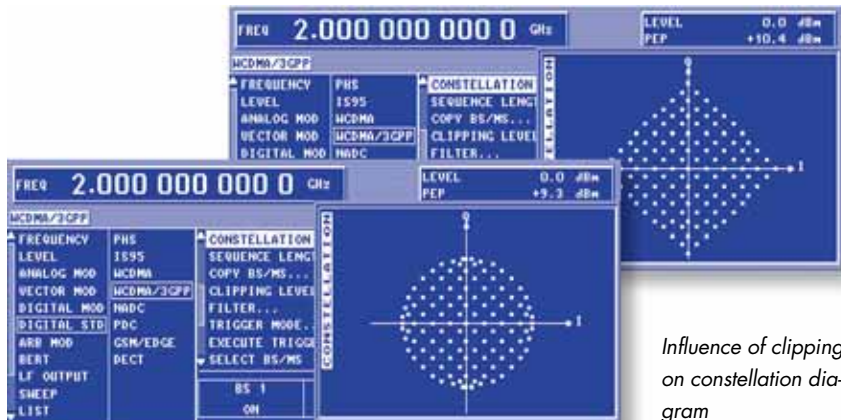 FREQ 2.000 000 000 0 GHz
LEVEL 0.0 dBm
PEP +10.4 dBm
WCDMA/3GPP
FREQUENCY PHS CONSTELLATION
LEVEL IS95 SEQUENCE LENGT
ANALOG MOD WCDMA COPY BS/MS...
VECTOR MOD WCDMA/3GPP CLIPPING LEVEL
DIGITAL MOD NADC FILTER...
TELLATION
Q
I
FREQ 2.000 000 000 0 GHz
LEVEL 0.0 dBm
PEP +9.3 dBm
WCDMA/3GPP
FREQUENCY PHS CONSTELLATION
LEVEL IS95 SEQUENCE LENGT
ANALOG MOD WCDMA COPY BS/MS...
VECTOR MOD WCDMA/3GPP CLIPPING LEVEL
DIGITAL MOD NADC FILTER...
DIGITAL STD PDC TRIGGER MODE..
ARB MOD GSM/EDGE EXECUTE TRIGGE
BERT DECT SELECT BS/MS
LF OUTPUT
SWEEP BS 1
LIST ON
CONSTELLATION
Q
I
Influence of clipping
on constellation dia-
gram